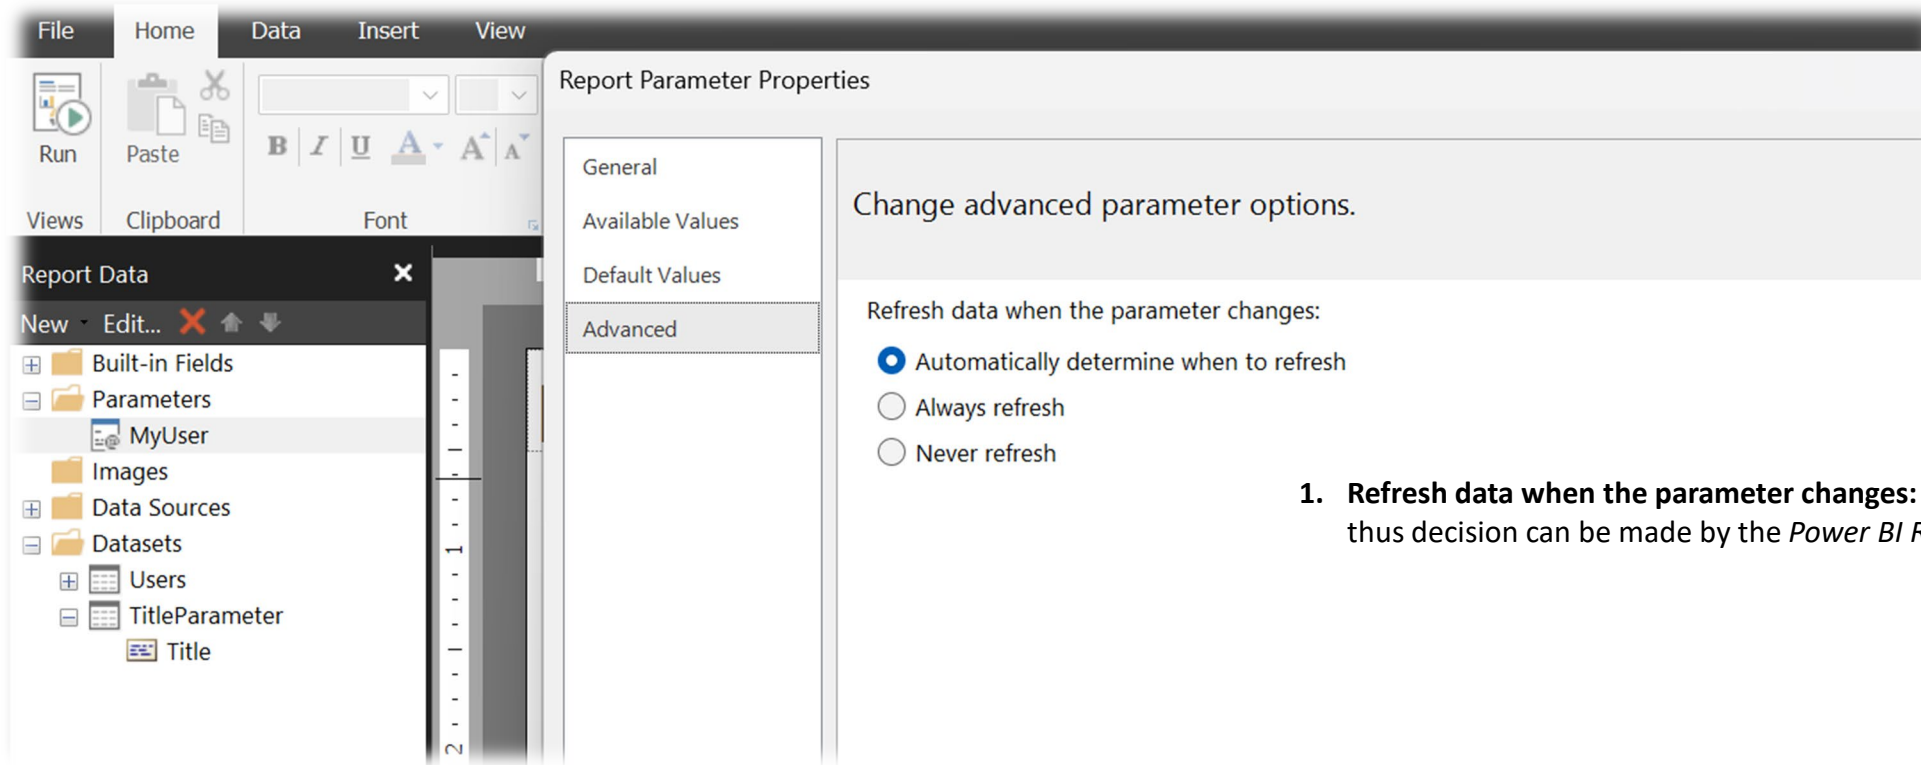 File Home Data Insert View
Run Paste B I U A A A
Views Clipboard Font
Report Data
New Edit...
Built-in Fields
Parameters
MyUser
Images
Data Sources
Datasets
Users
TitleParameter
Title
1
2
Report Parameter Properties
General
Available Values
Default Values
Advanced
Change advanced parameter options.
Refresh data when the parameter changes:
Automatically determine when to refresh
Always refresh
Never refresh
1. Refresh data when the parameter changes:
thus decision can be made by the Power BI R